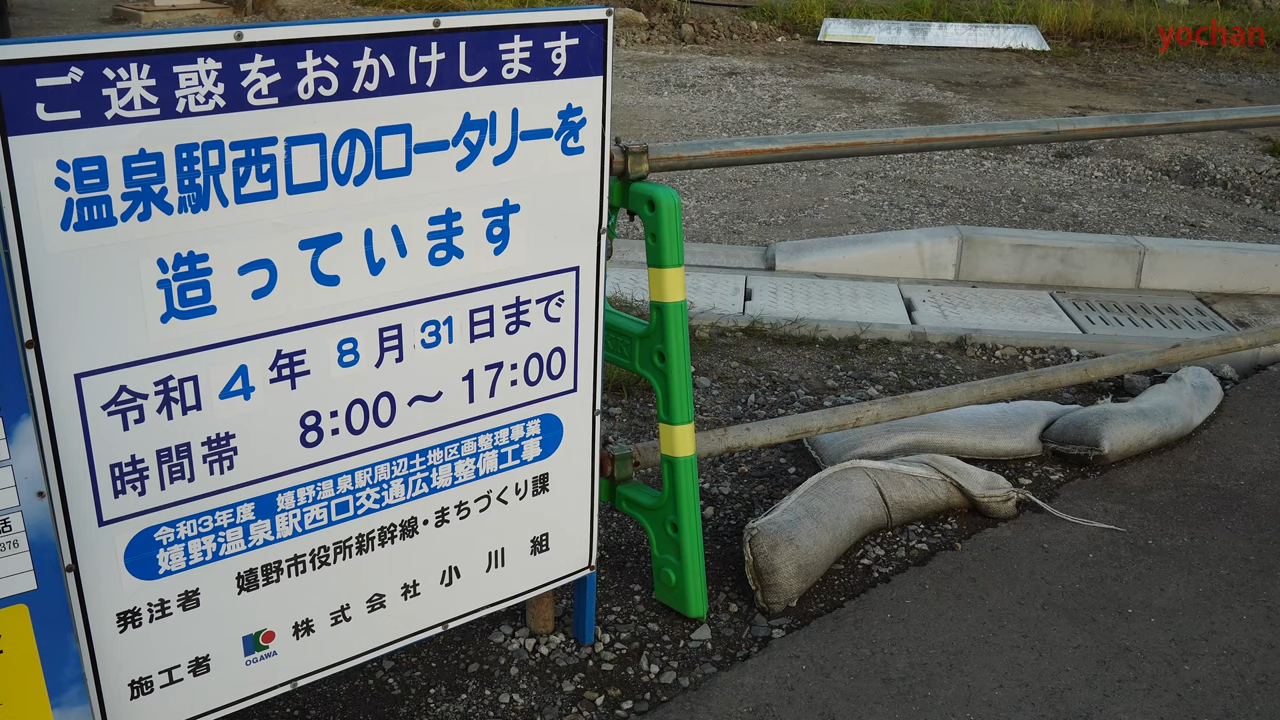 yochan
ご迷惑をおかけします
温泉駅西口のロータリーを
造っています
令和4年8月31日まで
時間帯 8:00～17:00
令和3年度 嬉野温泉駅周辺土地区画整理事業
嬉野温泉駅西口交通広場整備工事
発注者 嬉野市役所新幹線・まちづくり課
施工者 OGAWA 株式会社 小川組
話
376